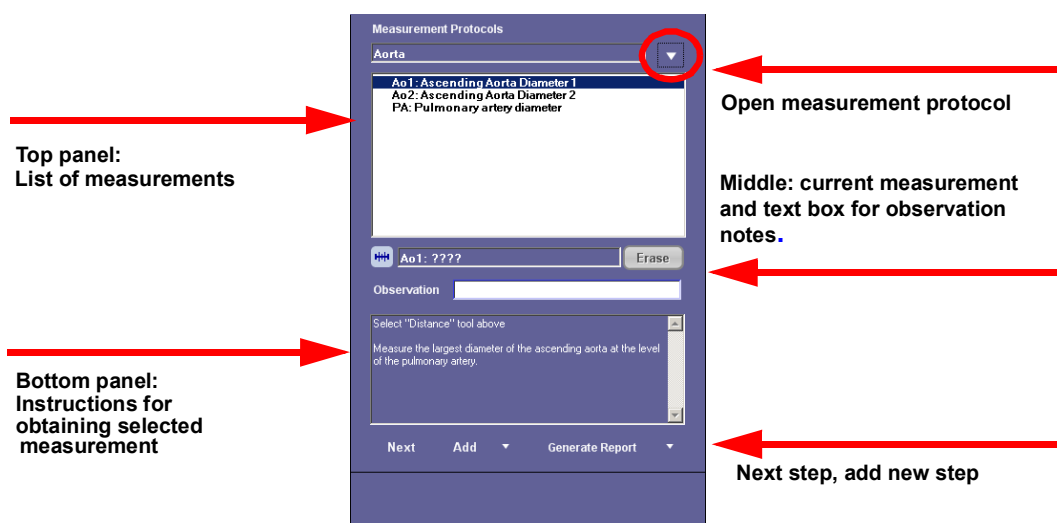 Measurement Protocols
Aorta
Ao1: Ascending Aorta Diameter 1
Ao2: Ascending Aorta Diameter 2
PA: Pulmonary artery diameter
Open measurement protocol
Top panel:
List of measurements
Middle: current measurement
and text box for observation
notes.
Ao1: ????
Erase
Observation
Select "Distance" tool above
Measure the largest diameter of the ascending aorta at the level
of the pulmonary artery.
Bottom panel:
Instructions for
obtaining selected
measurement
Next Add Generate Report
Next step, add new step